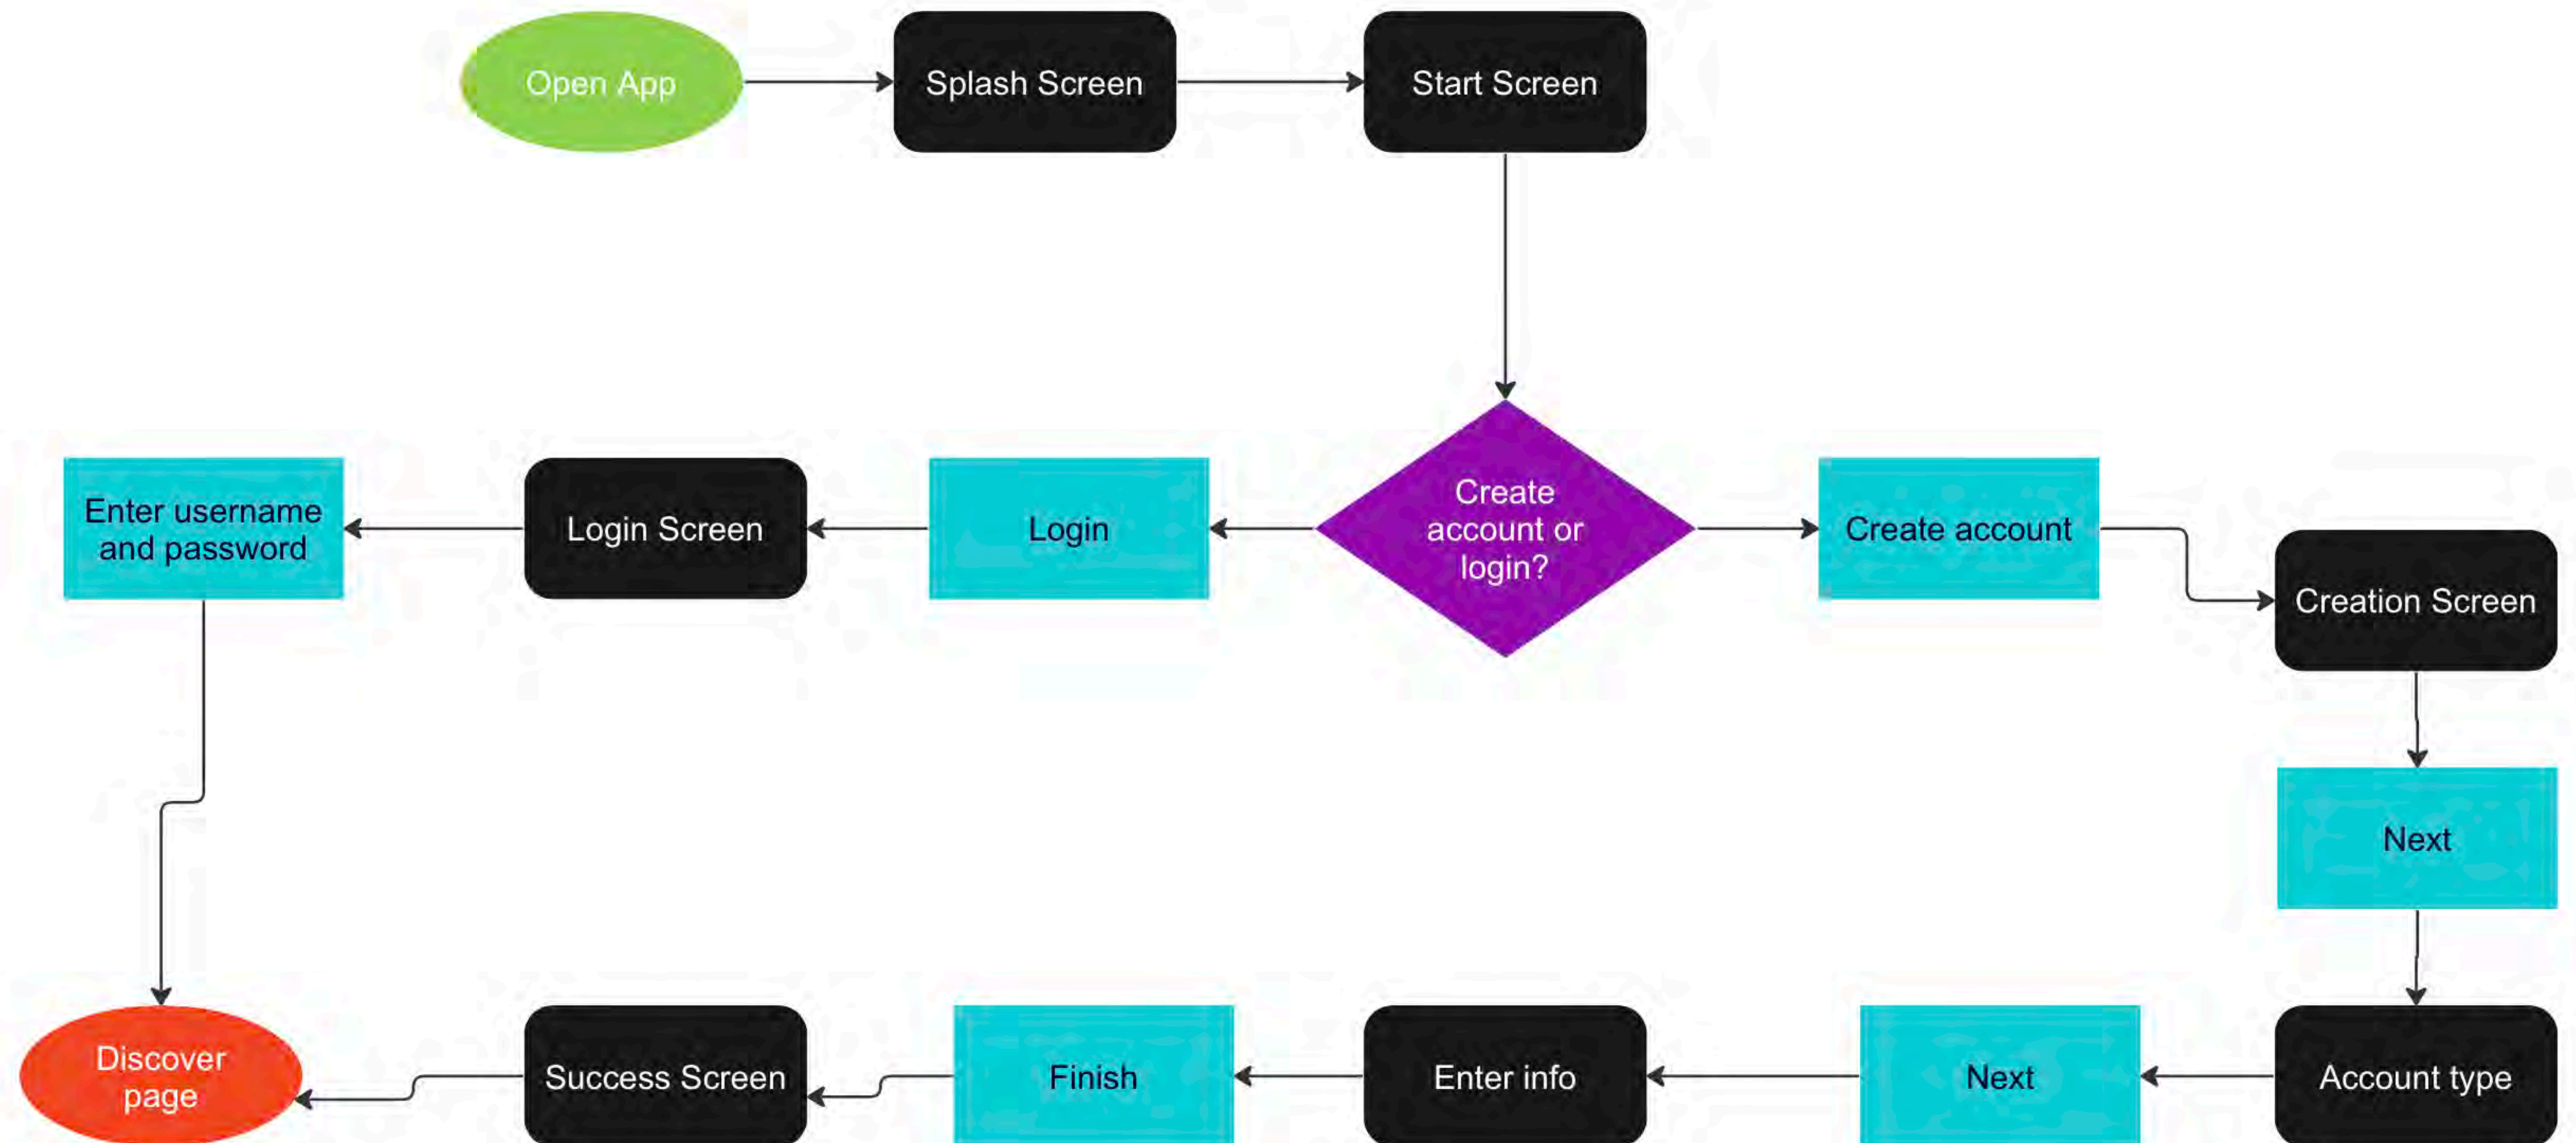 Open App
Splash Screen
Start Screen
Enter username
and password
Login Screen
Login
Create
account or
login?
Create account
Creation Screen
Next
Discover
page
Success Screen
Finish
Enter info
Next
Account type